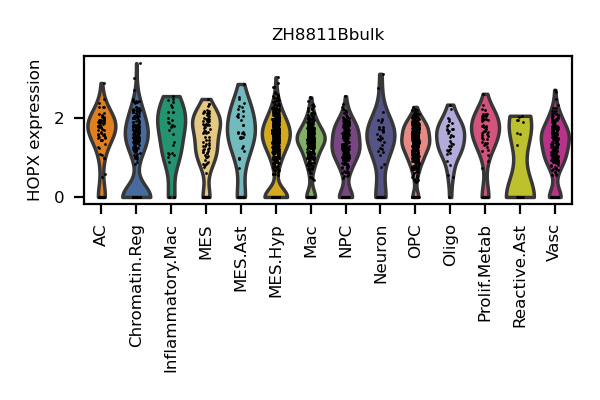 ZH8811Bbulk
HOPX expression
2
0
AC
Chromatin.Reg
Inflammatory.Mac
MES
MES.Ast
MES.Hyp
Mac
NPC
Neuron
OPC
Oligo
Prolif.Metab
Reactive.Ast
Vasc